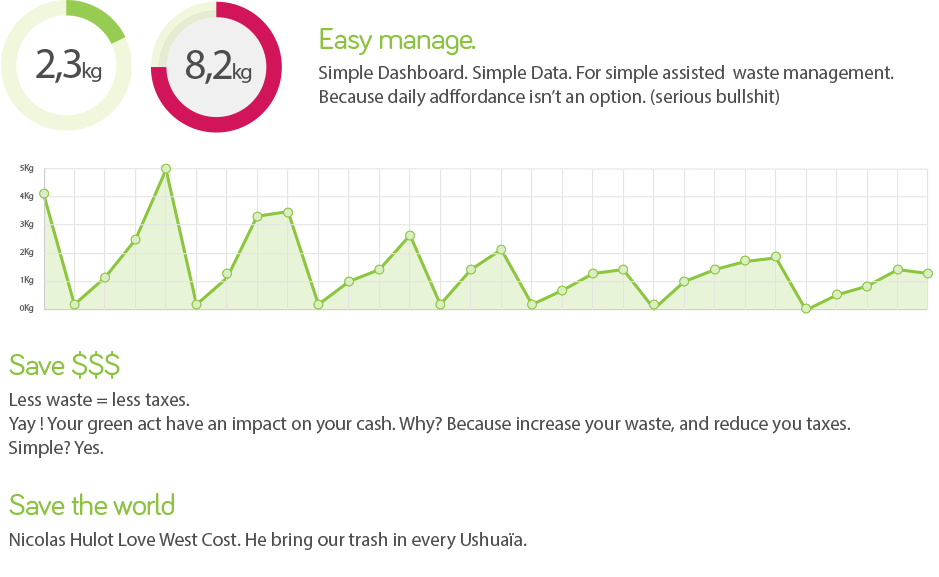 2,3kg
8,2kg
Easy manage.
Simple Dashboard. Simple Data. For simple assisted waste management.
Because daily adffordance isn't an option. (serious bullshit)
5Kg
4Kg
3Kg
2Kg
1Kg
0Kg
Save $$$
Less waste = less taxes.
Yay ! Your green act have an impact on your cash. Why? Because increase your waste, and reduce you taxes.
Simple? Yes.
Save the world
Nicolas Hulot Love West Cost. He bring our trash in every Ushuaïa.